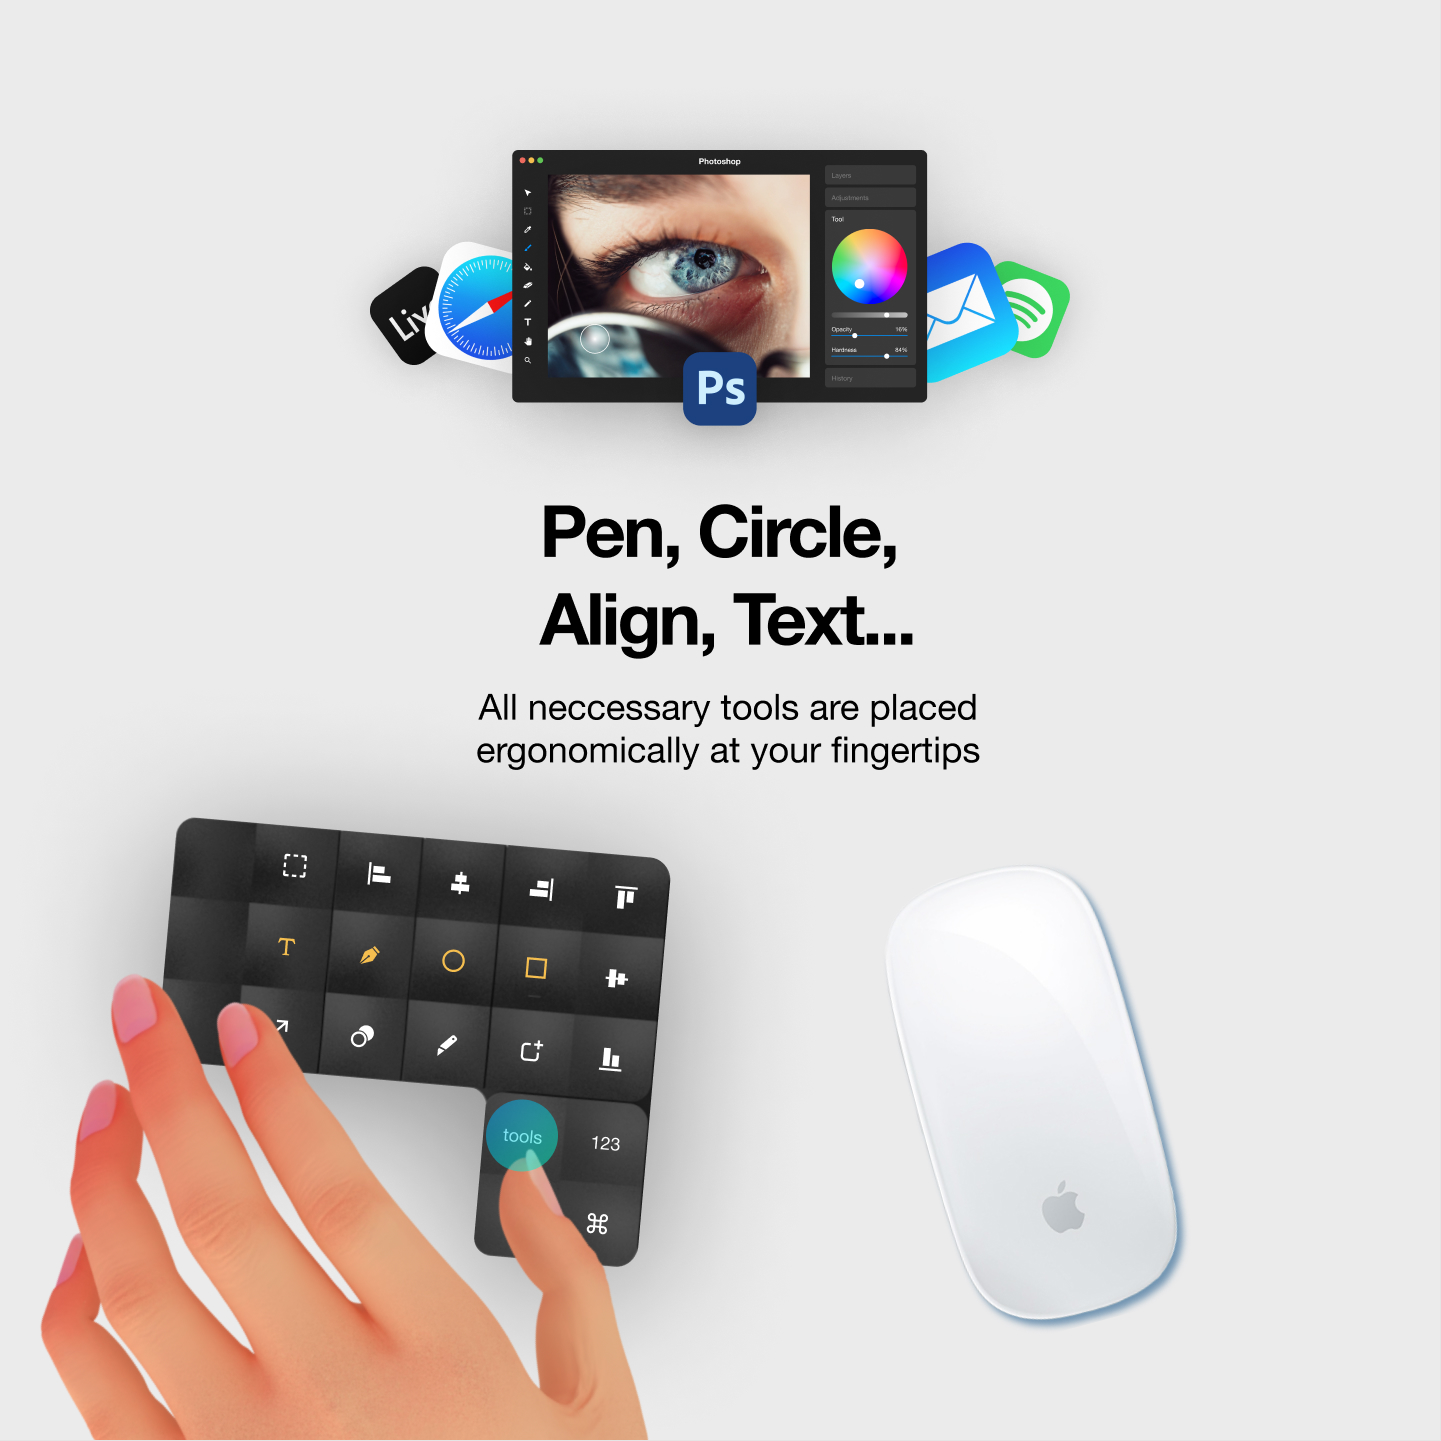 Photoshop
Layers
Adjustments
Tool
Opacity 16%
Hardness 84%
History
Liv
T
Ps
Pen, Circle,
Align, Text...
All neccessary tools are placed
ergonomically at your fingertips
T
tools 123
⌘